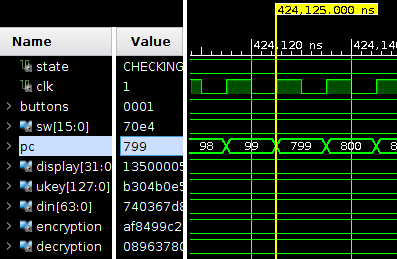 424,125.000 ns
Name Value
424,120 ns 424,140
state CHECKING
clk 1
buttons 0001
sw[15:0] 70e4
pc 799 98 99 799 800 8
display[31:0 13500005
ukey[127:0] b304b0e5
din[63:0] 740367d8
encryption af8499c2
decryption 08963780